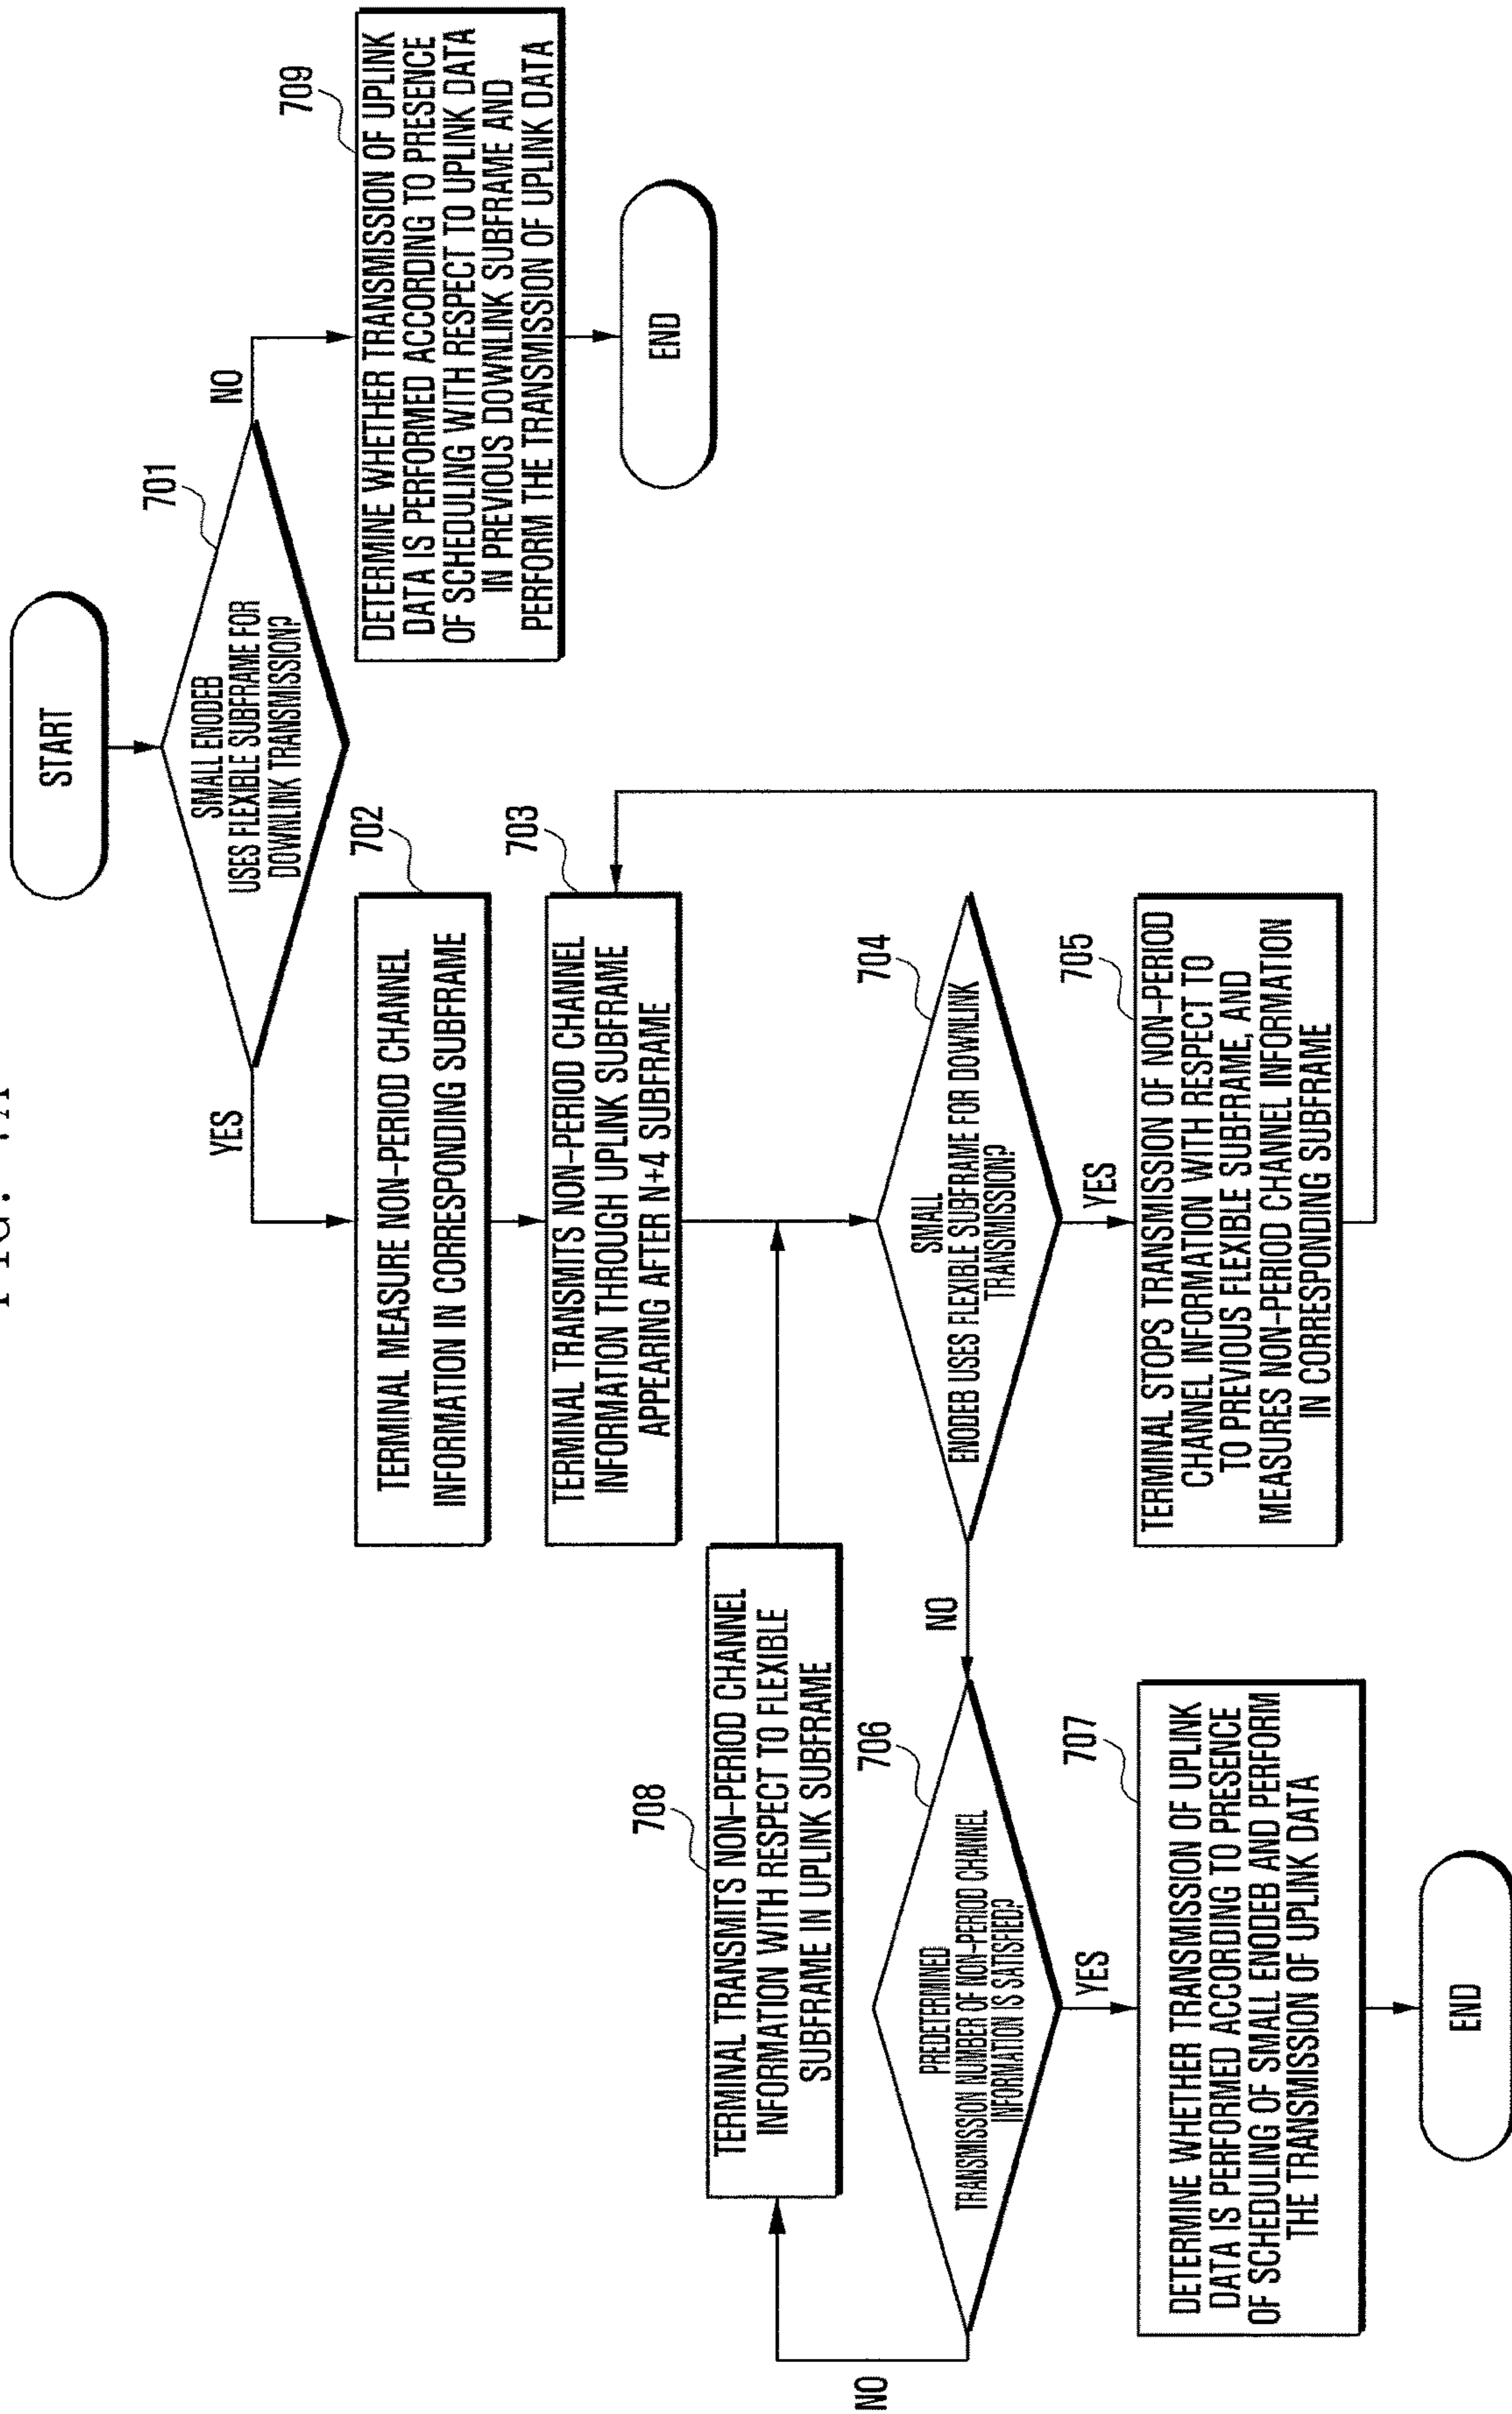 START
701
SMALL ENODEB
USES FLEXIBLE SUBFRAME FOR
DOWNLINK TRANSMISSION?
YES
NO
709
DETERMINE WHETHER TRANSMISSION OF UPLINK
DATA IS PERFORMED ACCORDING TO PRESENCE
OF SCHEDULING WITH RESPECT TO UPLINK DATA
IN PREVIOUS DOWNLINK SUBFRAME AND
PERFORM THE TRANSMISSION OF UPLINK DATA
END
702
TERMINAL MEASURE NON-PERIOD CHANNEL
INFORMATION IN CORRESPONDING SUBFRAME
703
TERMINAL TRANSMITS NON-PERIOD CHANNEL
INFORMATION THROUGH UPLINK SUBFRAME
APPEARING AFTER N+4 SUBFRAME
708
TERMINAL TRANSMITS NON-PERIOD CHANNEL
INFORMATION WITH RESPECT TO FLEXIBLE
SUBFRAME IN UPLINK SUBFRAME
704
SMALL
ENODEB USES FLEXIBLE SUBFRAME FOR DOWNLINK
TRANSMISSION?
NO
YES
705
TERMINAL STOPS TRANSMISSION OF NON-PERIOD
CHANNEL INFORMATION WITH RESPECT TO
TO PREVIOUS FLEXIBLE SUBFRAME, AND
MEASURES NON-PERIOD CHANNEL INFORMATION
IN CORRESPONDING SUBFRAME
706
PREDETERMINED
TRANSMISSION NUMBER OF NON-PERIOD CHANNEL
INFORMATION IS SATISFIED?
NO
YES
707
DETERMINE WHETHER TRANSMISSION OF UPLINK
DATA IS PERFORMED ACCORDING TO PRESENCE
OF SCHEDULING OF SMALL ENODEB AND PERFORM
THE TRANSMISSION OF UPLINK DATA
END